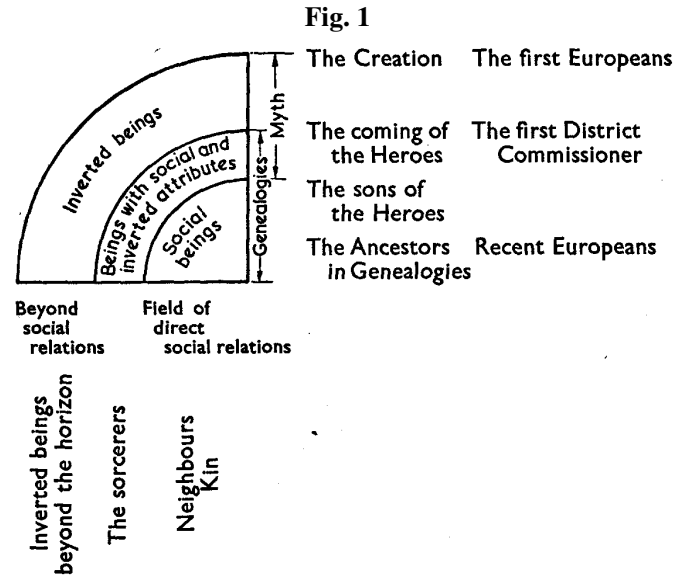 Fig. 1
The Creation The first Europeans
Inverted beings
Myth
The coming of The first District
the Heroes Commissioner
Beings with social and
inverted attributes
Genealogies
The sons of
the Heroes
Social
beings
The Ancestors Recent Europeans
in Genealogies
Beyond
social
relations
Field of
direct
social relations
Inverted beings
beyond the horizon
The sorcerers
Neighbours
Kin